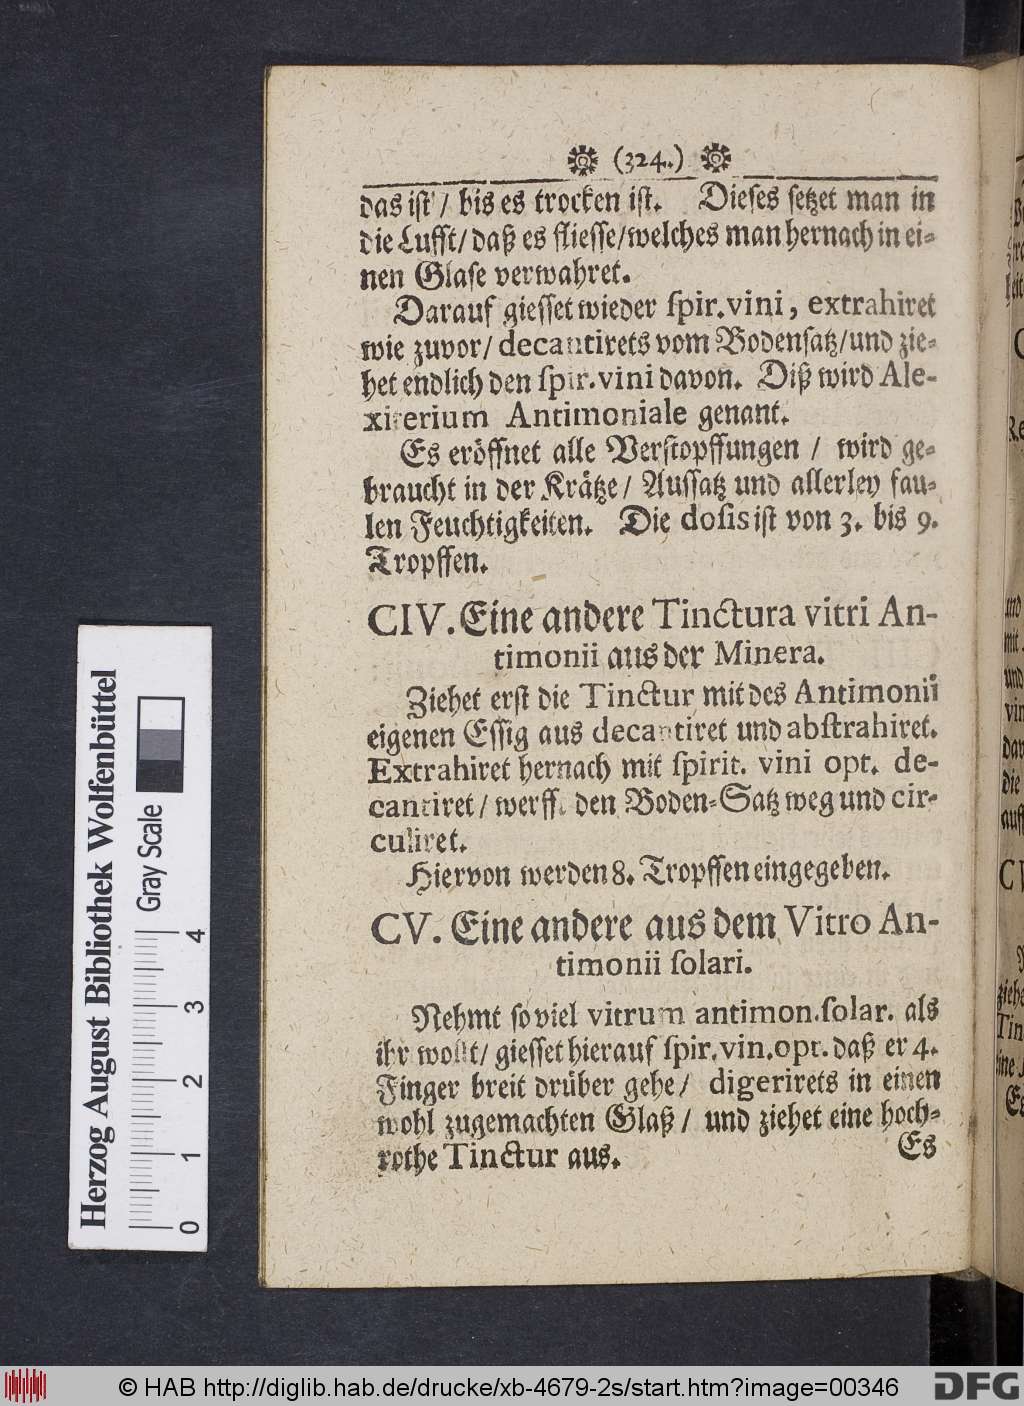 (324.)
das ist / bis es trocken ist. Dieses setzet man in
die Lufft / daß es fliesse / welches man hernach in ei-
nen Glase verwahret.
Darauf giesset wieder spir. vini, extrahiret
wie zuvor / decantirets vom Bodensatz / und zie-
het endlich den spir. vini davon. Diß wird Ale-
xiterium Antimoniale genant.
Es eröffnet alle Verstopffungen / wird ge-
braucht in der Krätze / Aussatz und allerley fau-
len Feuchtigkeiten. Die dosis ist von 3. bis 9.
Tropffen.
CIV. Eine andere Tinctura vitri An-
timonii aus der Minera.
Ziehet erst die Tinctur mit des Antimonii
eigenen Essig aus decantiret und abstrahiret.
Extrahiret hernach mit spirit. vini opt. de-
cantiret / werfft den Boden-Satz weg und cir-
culiret.
Hiervon werden 8. Tropffen eingegeben.
CV. Eine andere aus dem Vitro An-
timonii solari.
Nehmt so viel vitrum antimon. solar. als
ihr wollt / giesset hierauf spir. vin. opt. daß er 4.
Finger breit drüber gehe / digerirets in einen
wohl zugemachten Glaß / und ziehet eine hoch-
rothe Tinctur aus.
Es
Herzog August Bibliothek Wolfenbüttel
Gray Scale
0 1 2 3 4
© HAB http://diglib.hab.de/drucke/xb-4679-2s/start.htm?image=00346
DFG